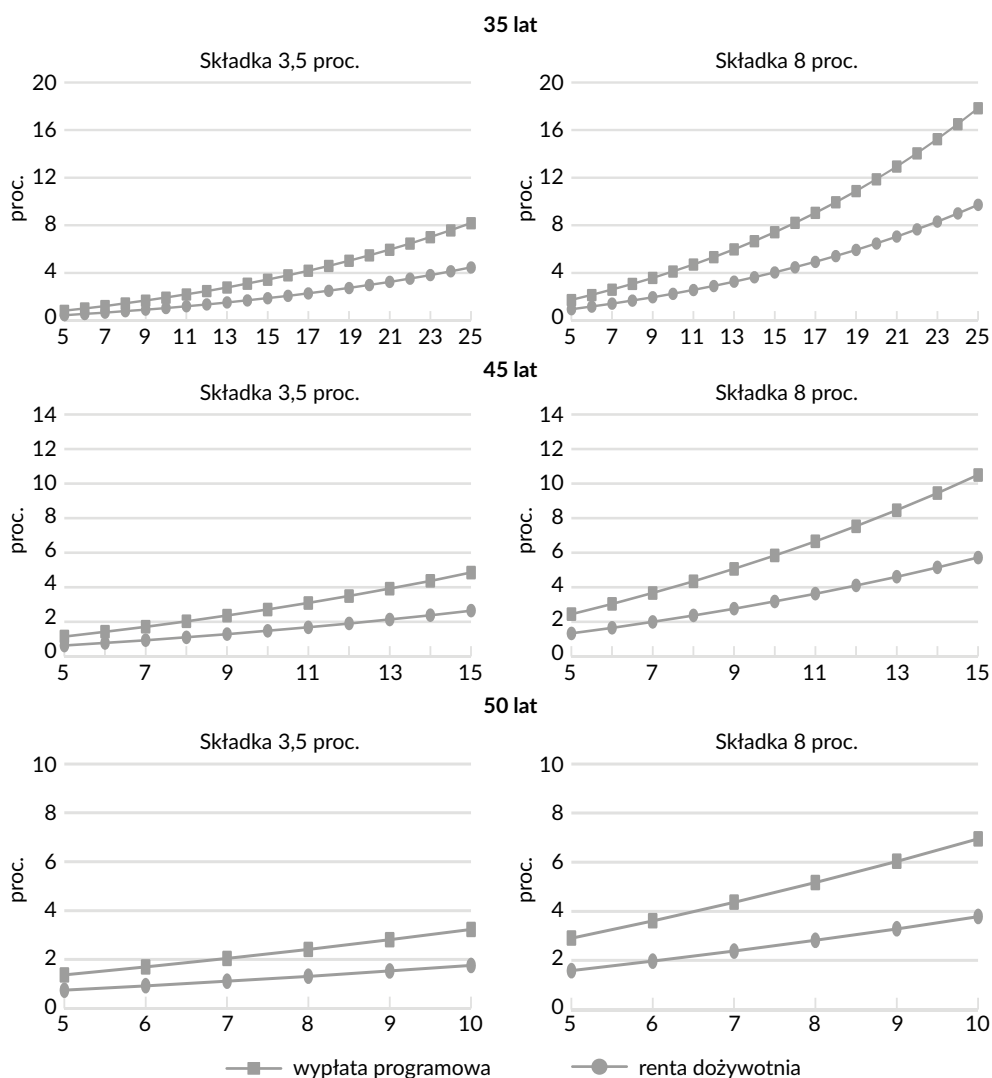 35 lat
Składka 3,5 proc.
Składka 8 proc.
20
16
12
8
4
0
proc.
5 7 9 11 13 15 17 19 21 23 25
20
16
12
8
4
0
proc.
5 7 9 11 13 15 17 19 21 23 25
45 lat
Składka 3,5 proc.
Składka 8 proc.
14
12
10
8
6
4
2
0
proc.
5 7 9 11 13 15
14
12
10
8
6
4
2
0
proc.
5 7 9 11 13 15
50 lat
Składka 3,5 proc.
Składka 8 proc.
10
8
6
4
2
0
proc.
5 6 7 8 9 10
10
8
6
4
2
0
proc.
5 6 7 8 9 10
wypłata programowa
renta dożywotnia